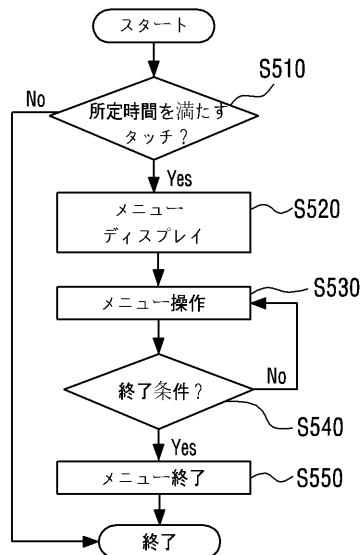 スタート
S510
所定時間を満たす
タッチ？
No
Yes
メニュー
ディスプレイ
S520
メニュー操作
S530
終了条件？
No
S540
Yes
メニュー終了
S550
終了